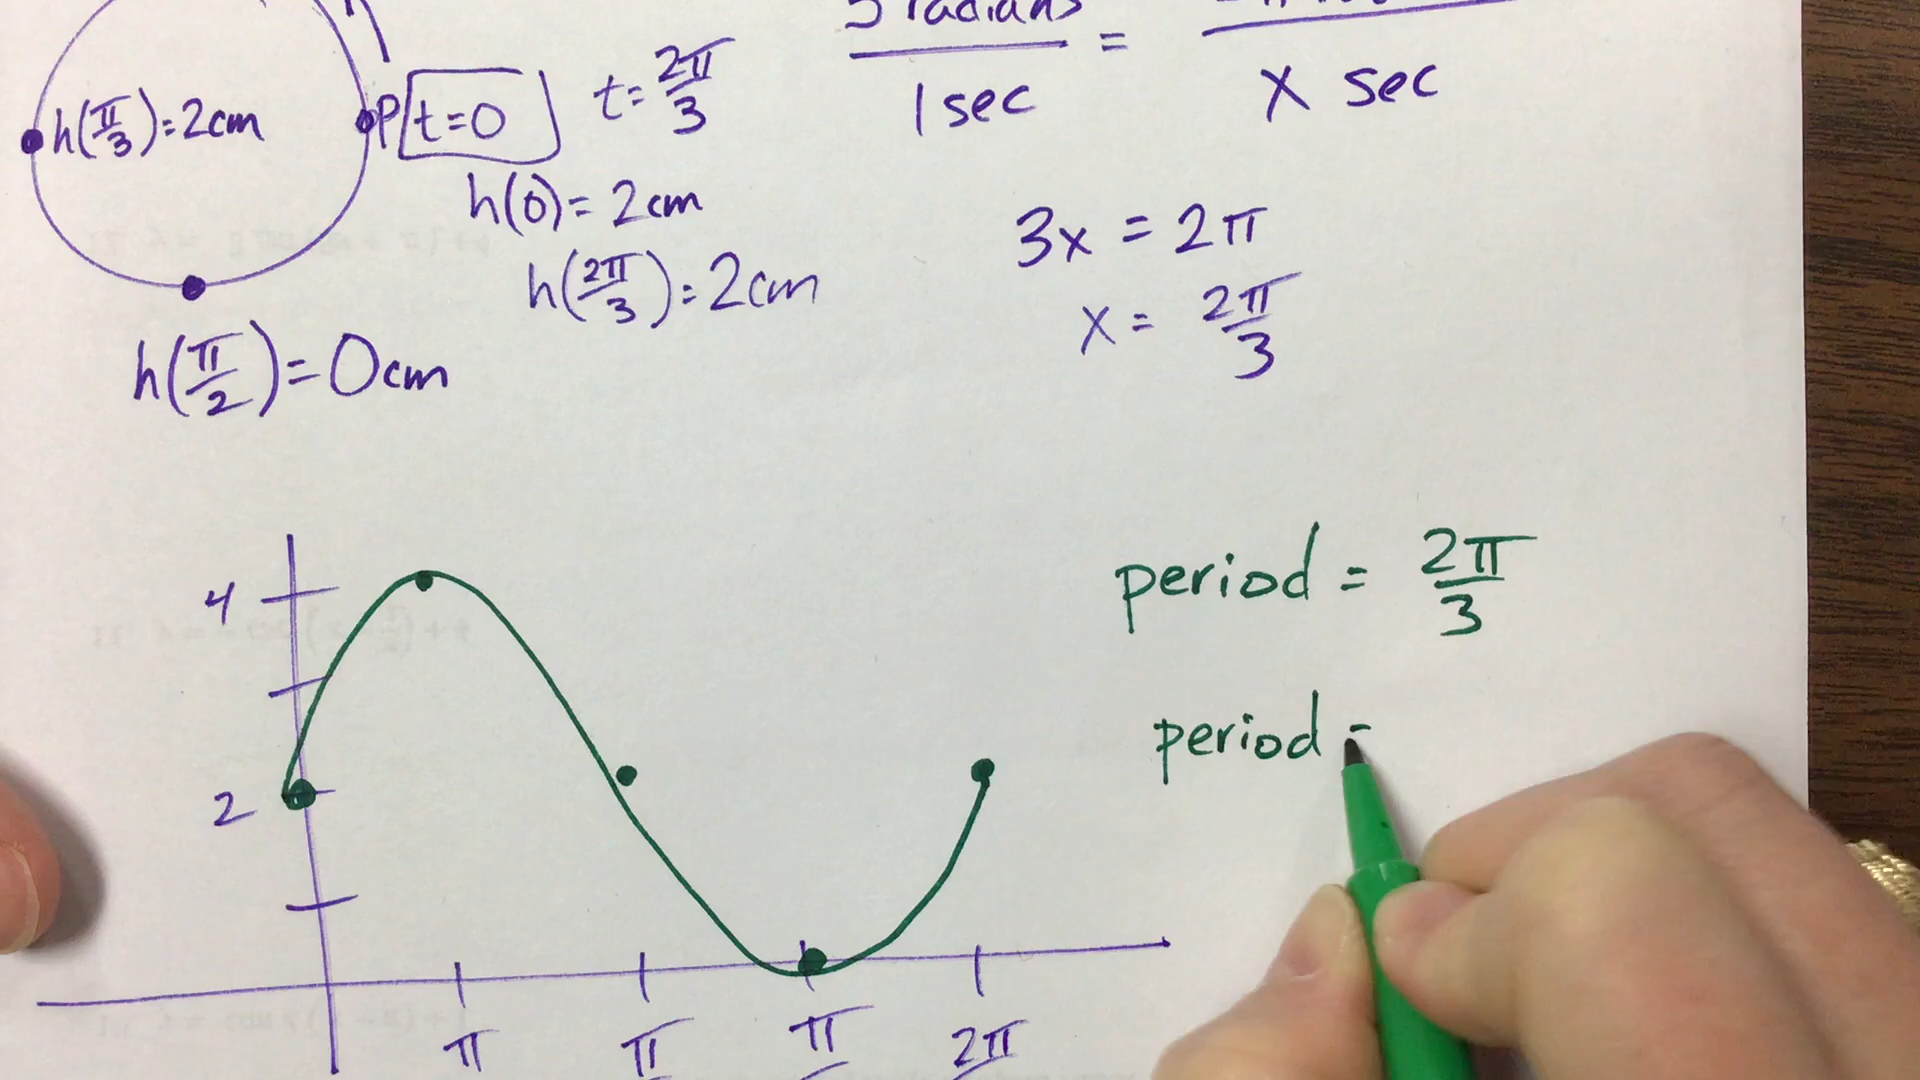 radians
1 sec = X sec
h(π/3) = 2cm
P t=0
t = 2π/3
h(0) = 2cm
h(2π/3) = 2cm
h(π/2) = 0cm
3x = 2π
x = 2π/3
period = 2π/3
period =
4
2
π π π 2π